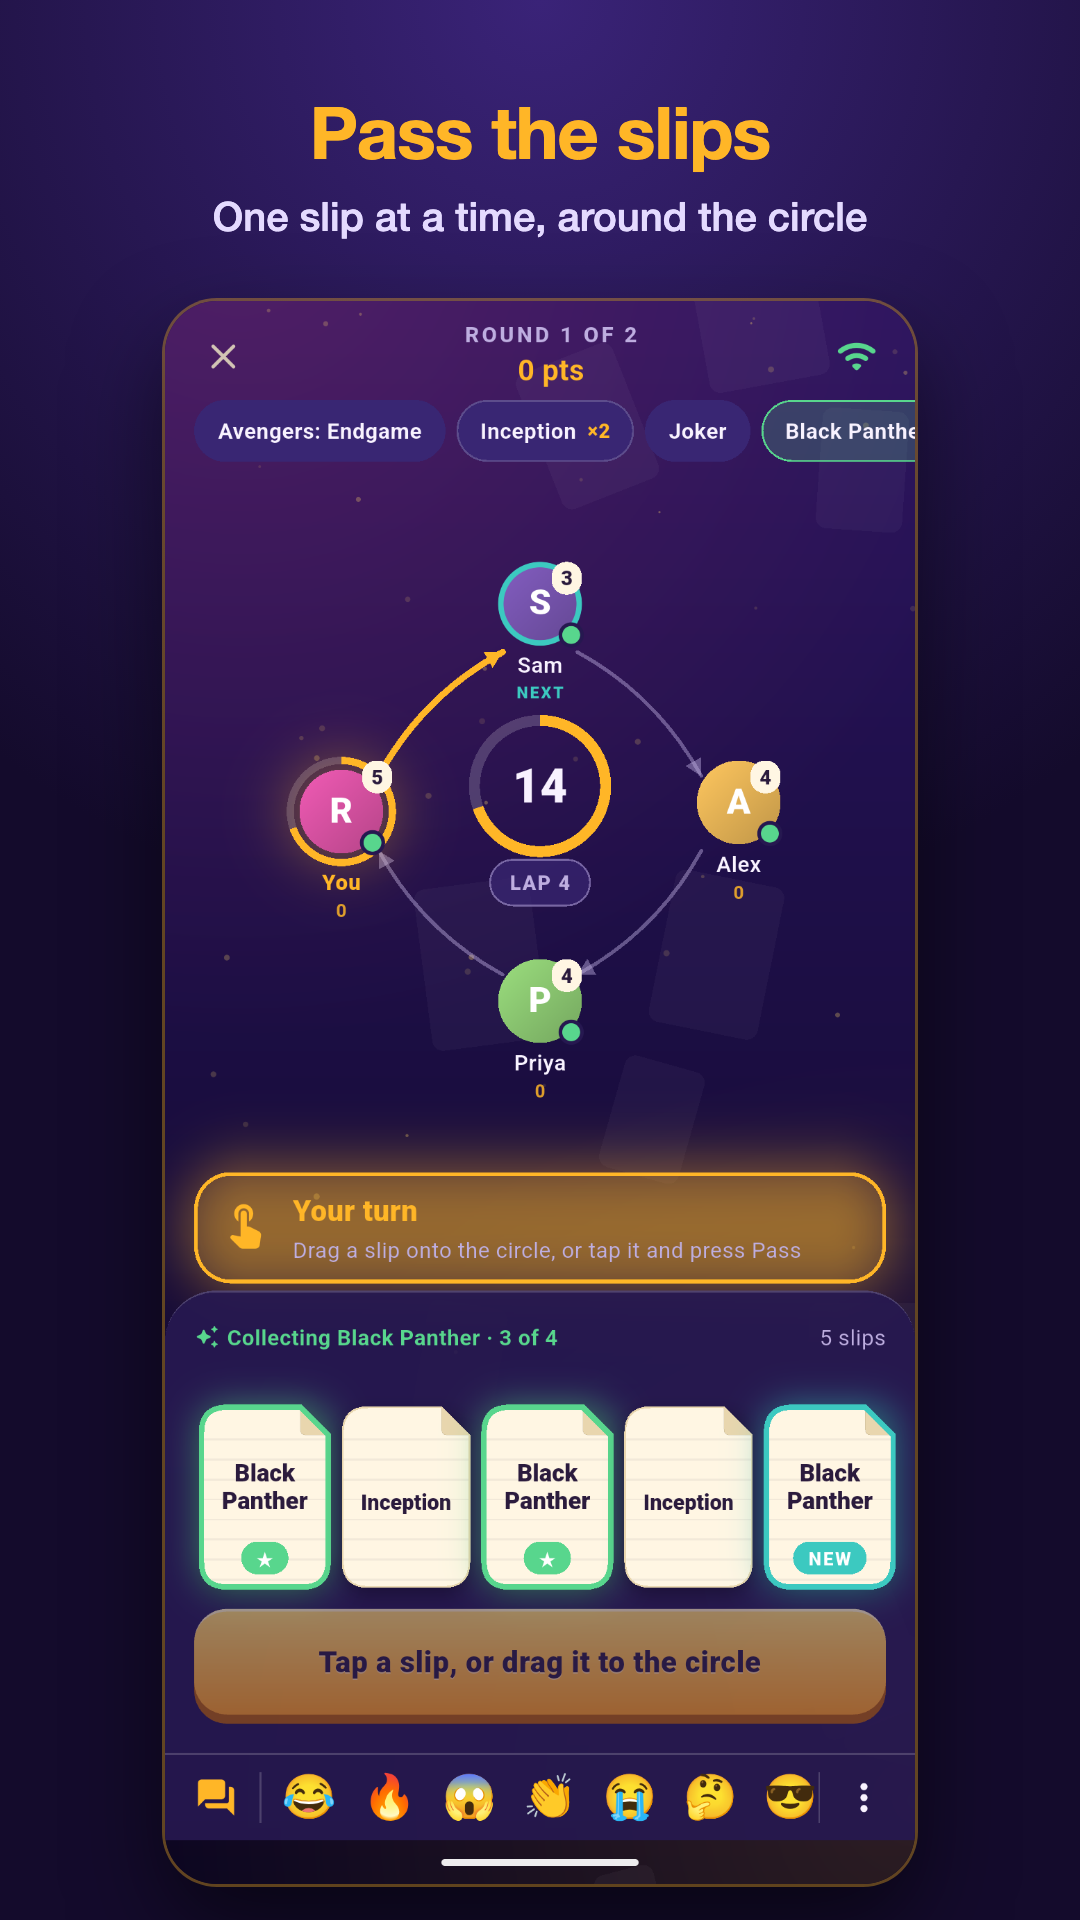 Pass the slips
One slip at a time, around the circle
ROUND 1 OF 2
0 pts
Avengers: Endgame
Inception ×2
Joker
Black Panthe
3
S
Sam
NEXT
14
LAP 4
5
R
You
0
4
A
Alex
0
4
P
Priya
0
Your turn
Drag a slip onto the circle, or tap it and press Pass
Collecting Black Panther · 3 of 4
5 slips
Black
Panther
Inception
Black
Panther
Inception
Black
Panther
NEW
Tap a slip, or drag it to the circle